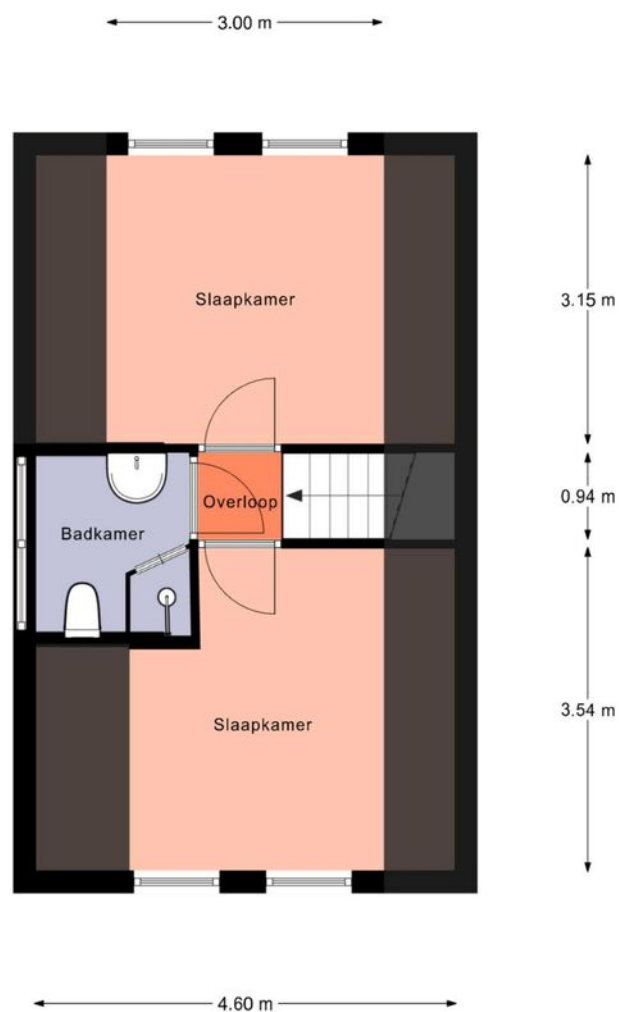 3.00 m
Slaapkamer
3.15 m
Overloop
0.94 m
Badkamer
Slaapkamer
3.54 m
4.60 m